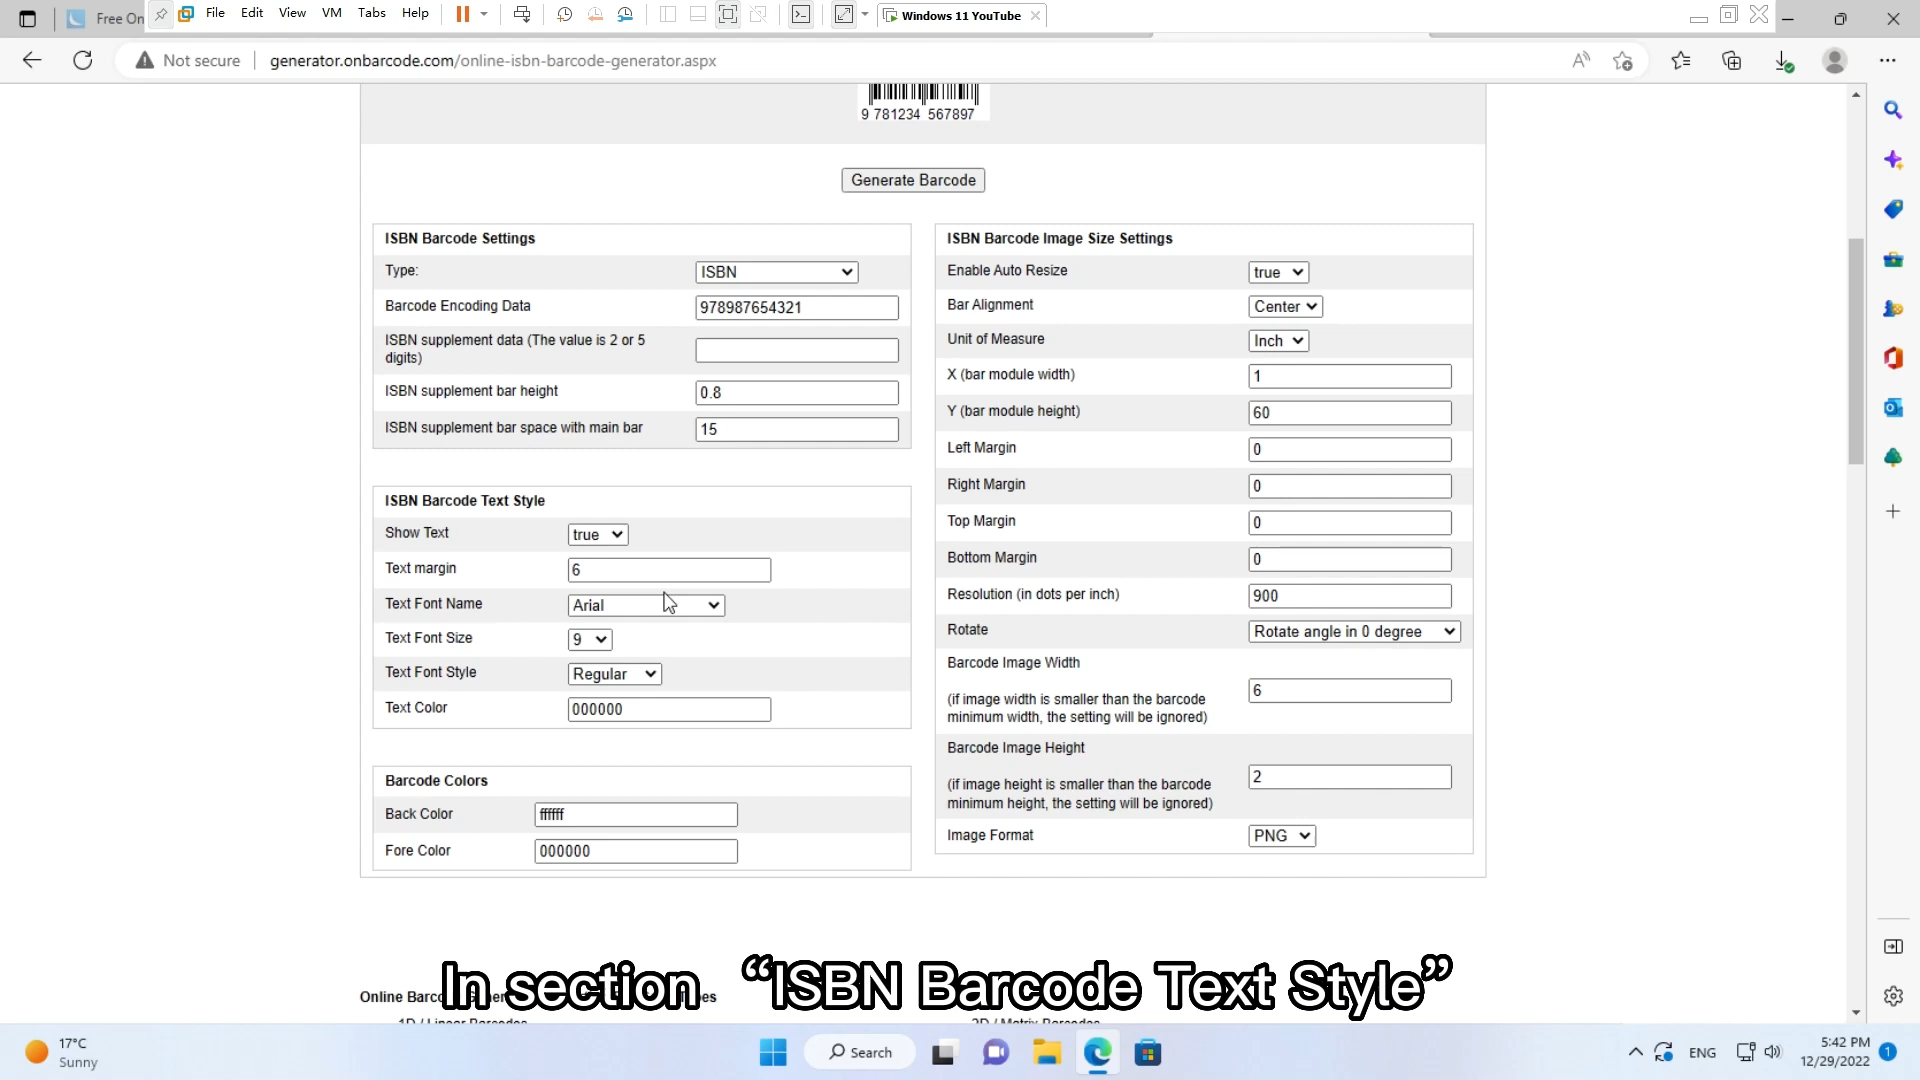 Free On
File Edit View VM Tabs Help
Windows 11 YouTube
Not secure
generator.onbarcode.com/online-isbn-barcode-generator.aspx
9 781234 567897
Generate Barcode
ISBN Barcode Settings
Type: ISBN
Barcode Encoding Data 978987654321
ISBN supplement data (The value is 2 or 5
digits)
ISBN supplement bar height 0.8
ISBN supplement bar space with main bar 15
ISBN Barcode Text Style
Show Text true
Text margin 6
Text Font Name Arial
Text Font Size 9
Text Font Style Regular
Text Color 000000
Barcode Colors
Back Color ffffff
Fore Color 000000
ISBN Barcode Image Size Settings
Enable Auto Resize true
Bar Alignment Center
Unit of Measure Inch
X (bar module width) 1
Y (bar module height) 60
Left Margin 0
Right Margin 0
Top Margin 0
Bottom Margin 0
Resolution (in dots per inch) 900
Rotate Rotate angle in 0 degree
Barcode Image Width
(if image width is smaller than the barcode
minimum width, the setting will be ignored)
6
Barcode Image Height
(if image height is smaller than the barcode
minimum height, the setting will be ignored)
2
Image Format PNG
In section “ISBN Barcode Text Style”
Online
17°C
Sunny
Search
ENG
5:42 PM
12/29/2022
1